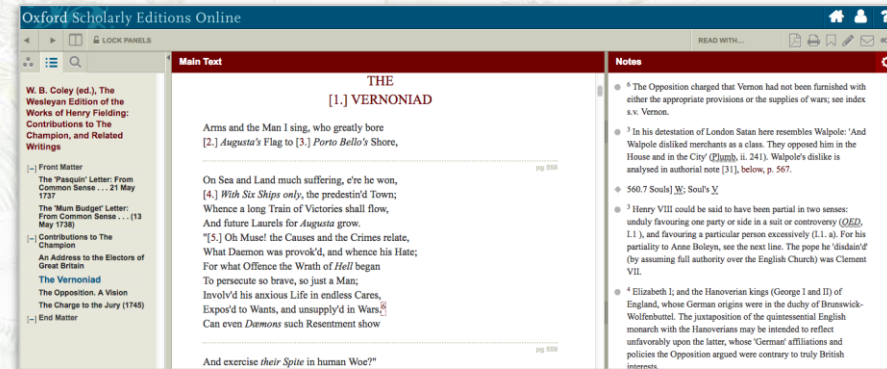 Oxford Scholarly Editions Online
LOCK PANELS
READ WITH...
W. B. Coley (ed.), The
Wesleyan Edition of the
Works of Henry Fielding:
Contributions to The
Champion, and Related
Writings
[–] Front Matter
The 'Pasquin' Letter: From
Common Sense . . . 21 May
1737
The 'Mum Budget' Letter:
From Common Sense . . . (13
May 1738)
[–] Contributions to The
Champion
An Address to the Electors of
Great Britain
The Vernoniad
The Opposition. A Vision
The Charge to the Jury (1745)
[–] End Matter
Main Text
THE
[1.] VERNONIAD
Arms and the Man I sing, who greatly bore
[2.] Augusta's Flag to [3.] Porto Bello's Shore,
pg 558
On Sea and Land much suffering, e're he won,
[4.] With Six Ships only, the predestin'd Town;
Whence a long Train of Victories shall flow,
And future Laurels for Augusta grow.
"[5.] Oh Muse! the Causes and the Crimes relate,
What Daemon was provok'd, and whence his Hate;
For what Offence the Wrath of Hell began
To persecute so brave, so just a Man;
Involv'd his anxious Life in endless Cares,
Expos'd to Wants, and unsupply'd in Wars,6
Can even Dæmons such Resentment show
pg 559
And exercise their Spite in human Woe?"
Notes
6 The Opposition charged that Vernon had not been furnished with
either the appropriate provisions or the supplies of wars; see index
s.v. Vernon.
3 In his detestation of London Satan here resembles Walpole: 'And
Walpole disliked merchants as a class. They opposed him in the
House and in the City' (Plumb, ii. 241). Walpole's dislike is
analysed in authorial note [31], below, p. 567.
560.7 Souls] W; Soul's V
3 Henry VIII could be said to have been partial in two senses:
unduly favouring one party or side in a suit or controversy (OED,
I.1 ), and favouring a particular person excessively (I.1. a). For his
partiality to Anne Boleyn, see the next line. The pope he 'disdain'd'
(by assuming full authority over the English Church) was Clement
VII.
4 Elizabeth I; and the Hanoverian kings (George I and II) of
England, whose German origins were in the duchy of Brunswick-
Wolfenbuttel. The juxtaposition of the quintessential English
monarch with the Hanoverians may be intended to reflect
unfavorably upon the latter, whose 'German' affiliations and
policies the Opposition argued were contrary to truly British
interests.